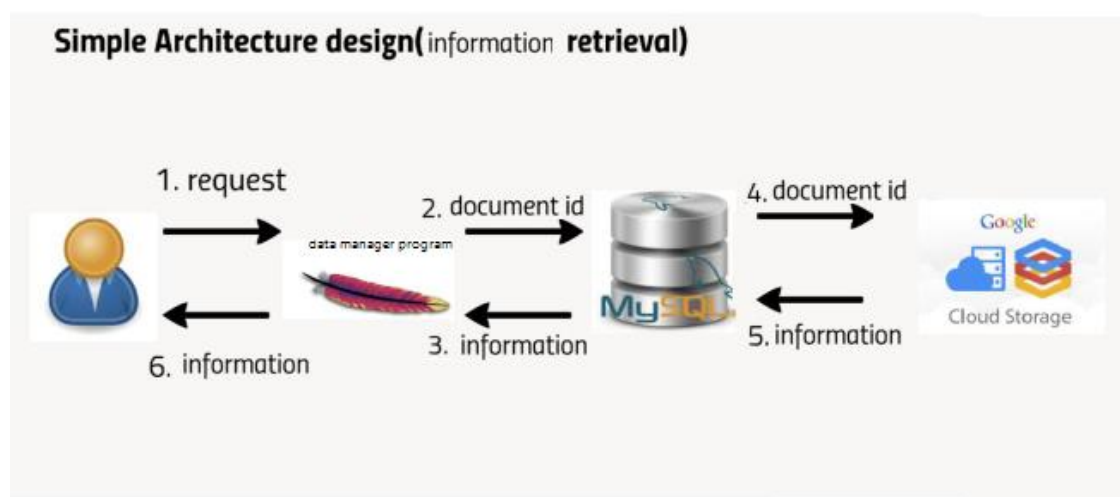 Simple Architecture design(information retrieval)
1. request
2. document id
4. document id
Google
data manager program
MySQL
Cloud Storage
3. information
5. information
6. information